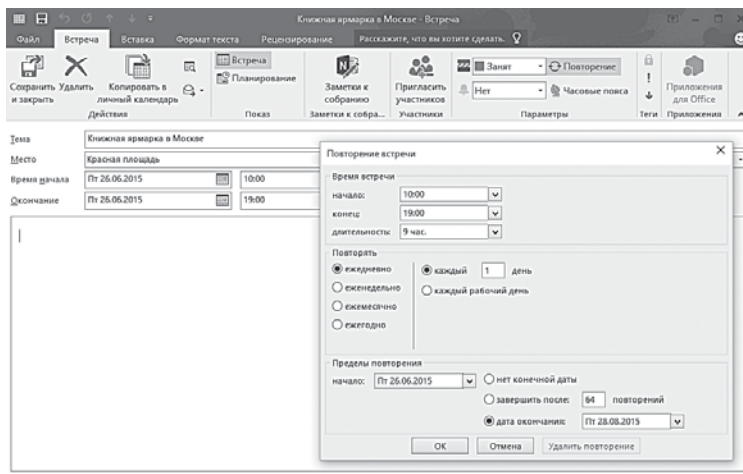 Книжная ярмарка в Москве - Встреча
Файл Встреча Вставка Формат текста Рецензирование Расскажите, что вы хотите сделать.
Сохранить и закрыть
Удалить
Копировать в личный календарь
Действия
Встреча
Планирование
Показ
Заметки к собранию
Заметки к собра...
Пригласить участников
Участники
Занят
Повторение
Нет
Часовые пояса
Параметры
Теги
Приложения для Office
Приложения
Тема Книжная ярмарка в Москве
Место Красная площадь
Время начала Пт 26.06.2015 10:00
Окончание Пт 26.06.2015 19:00
Повторение встречи
Время встречи
начало: 10:00
конец: 19:00
длительность: 9 час.
Повторять
ежедневно каждый 1 день
еженедельно каждый рабочий день
ежемесячно
ежегодно
Пределы повторения
начало: Пт 26.06.2015 нет конечной даты
завершить после: 64 повторений
дата окончания: Пт 28.08.2015
ОК Отмена Удалить повторение